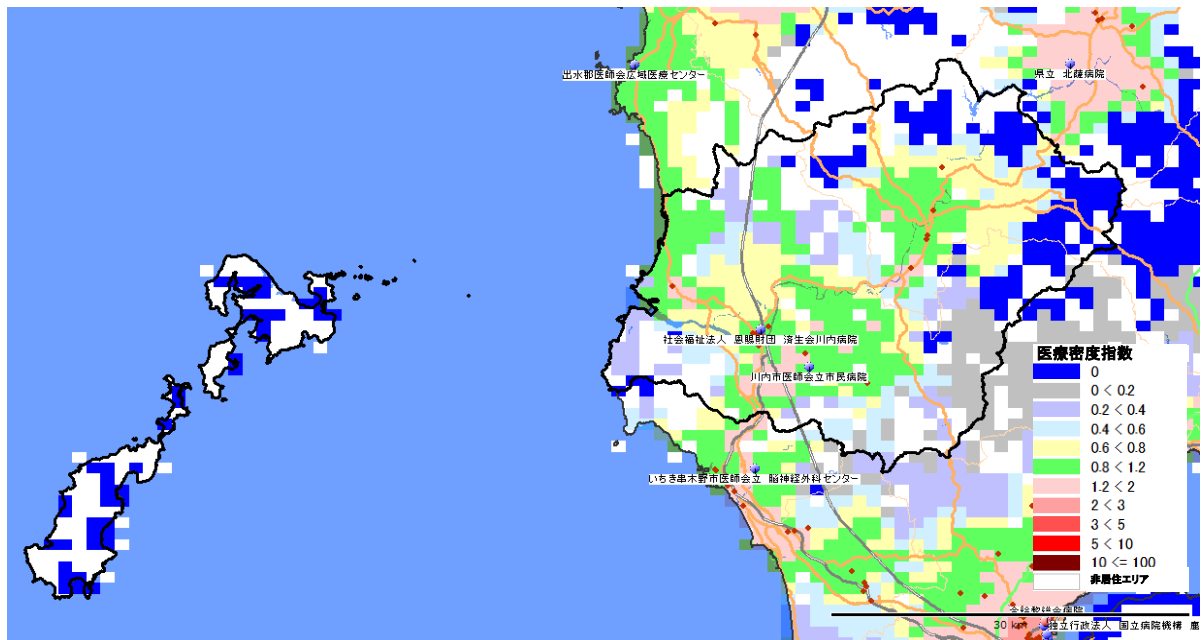 出水郡医師会広域医療センター
県立 北薩病院
社会福祉法人 恩賜財団 済生会川内病院
川内市医師会立市民病院
いちき串木野市医師会立 脳神経外科センター
医療密度指数
0
0 < 0.2
0.2 < 0.4
0.4 < 0.6
0.6 < 0.8
0.8 < 1.2
1.2 < 2
2 < 3
3 < 5
5 < 10
10 <= 100
非居住エリア
30 km
独立行政法人 国立病院機構 鹿